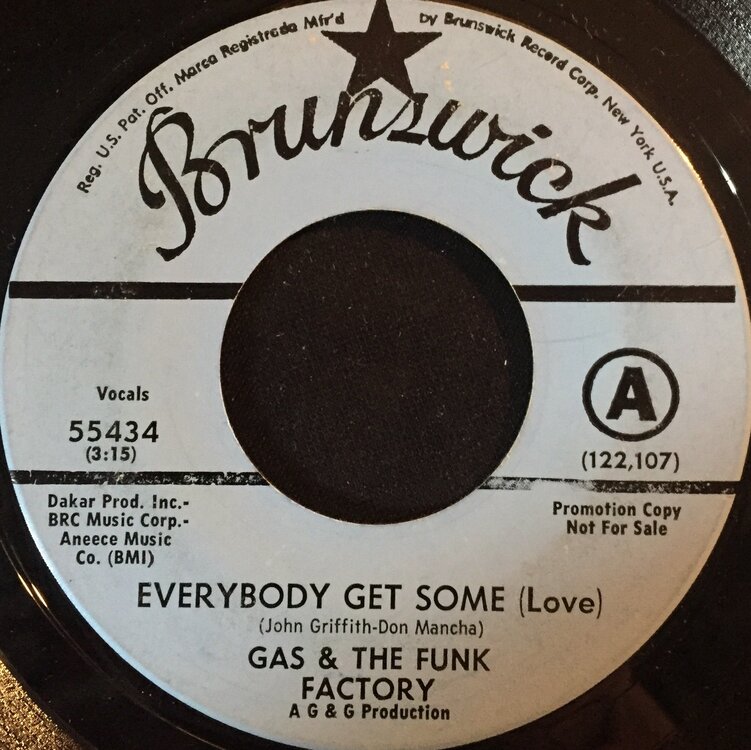 Reg. U.S. Pat. Off. Marca Registrada Mfr'd by Brunswick Record Corp. New York U.S.A.
Brunswick
Vocals
55434
(3:15)
A
(122,107)
Dakar Prod. Inc.-
BRC Music Corp.-
Aneece Music
Co. (BMI)
Promotion Copy
Not For Sale
EVERYBODY GET SOME (Love)
(John Griffith-Don Mancha)
GAS & THE FUNK
FACTORY
A G & G Production